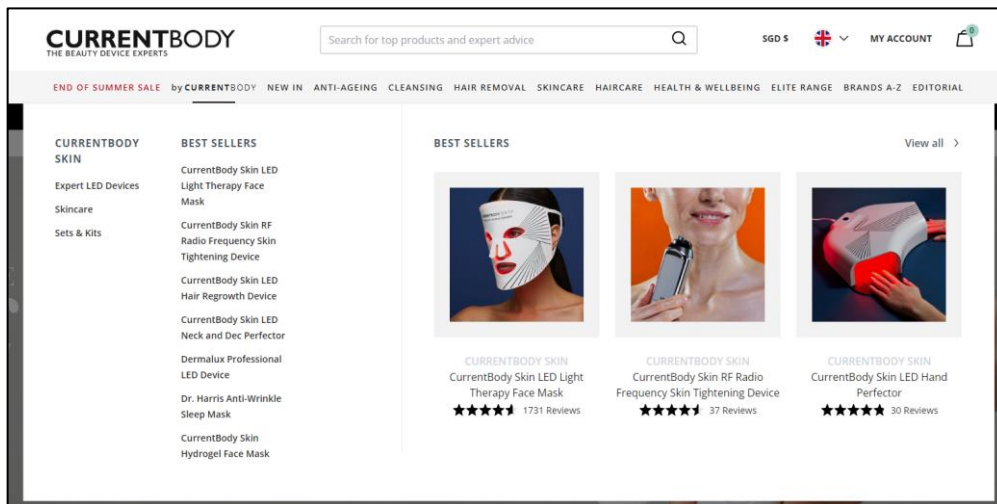 CURRENTBODY
THE BEAUTY DEVICE EXPERTS
Search for top products and expert advice
SGD $
MY ACCOUNT
0
END OF SUMMER SALE by CURRENTBODY NEW IN ANTI-AGEING CLEANSING HAIR REMOVAL SKINCARE HAIRCARE HEALTH & WELLBEING ELITE RANGE BRANDS A-Z EDITORIAL
CURRENTBODY
SKIN
Expert LED Devices
Skincare
Sets & Kits
BEST SELLERS
CurrentBody Skin LED
Light Therapy Face
Mask
CurrentBody Skin RF
Radio Frequency Skin
Tightening Device
CurrentBody Skin LED
Hair Regrowth Device
CurrentBody Skin LED
Neck and Dec Perfector
Dermalux Professional
LED Device
Dr. Harris Anti-Wrinkle
Sleep Mask
CurrentBody Skin
Hydrogel Face Mask
BEST SELLERS
View all
CURRENTBODY SKIN
CurrentBody Skin LED Light
Therapy Face Mask
1731 Reviews
CURRENTBODY SKIN
CurrentBody Skin RF Radio
Frequency Skin Tightening Device
37 Reviews
CURRENTBODY SKIN
CurrentBody Skin LED Hand
Perfector
30 Reviews